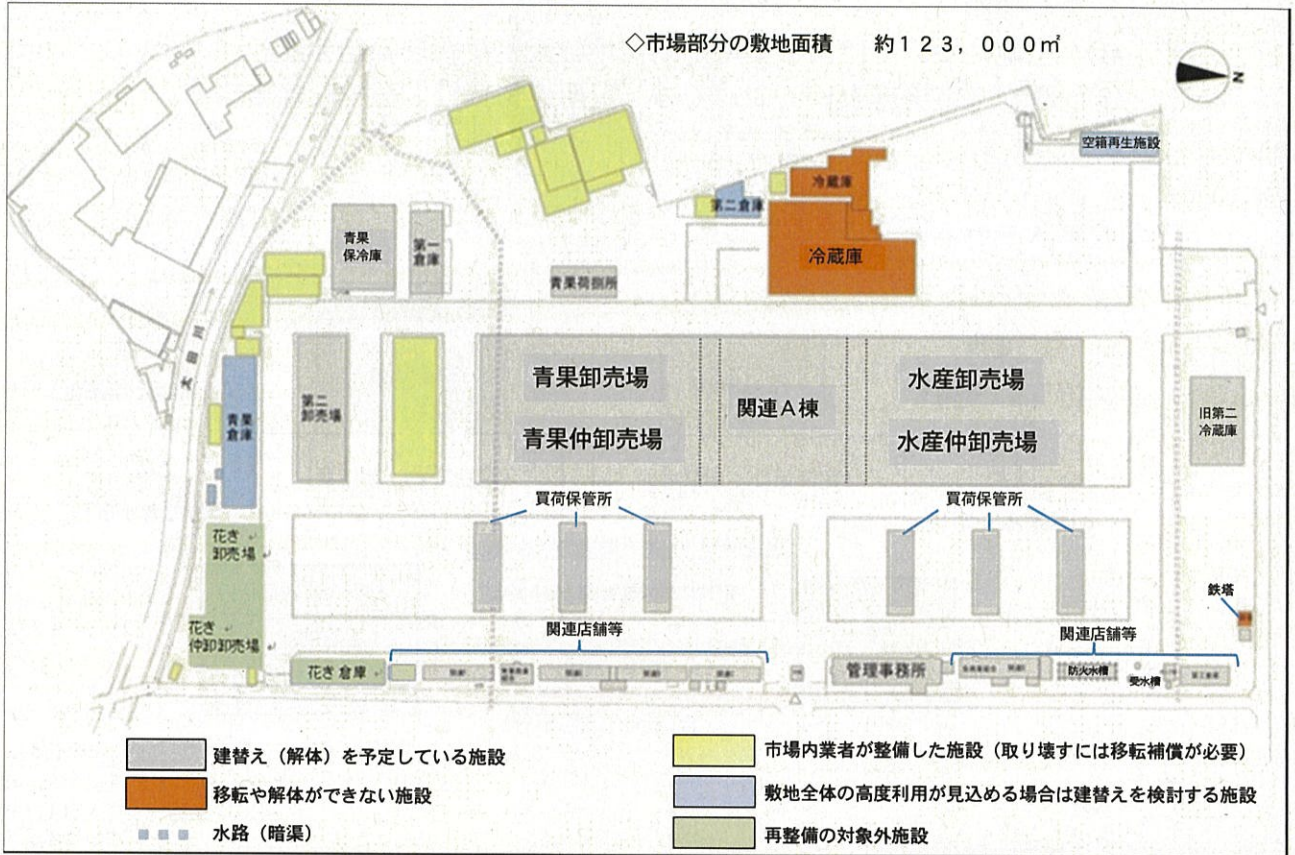 ◇市場部分の敷地面積　約１２３，０００㎡
N
空箱再生施設
冷蔵庫
第二倉庫
冷蔵庫
青果
保冷庫
第一
倉庫
青果荷捌所
青果卸売場
青果仲卸売場
関連A棟
水産卸売場
水産仲卸売場
第二
卸売場
旧第二
冷蔵庫
青果
倉庫
買荷保管所
買荷保管所
花き
卸売場
花き
仲卸卸売場
鉄塔
関連店舗等
関連店舗等
花き 倉庫
管理事務所
防火水槽
受水槽
建替え（解体）を予定している施設
移転や解体ができない施設
水路（暗渠）
市場内業者が整備した施設（取り壊すには移転補償が必要）
敷地全体の高度利用が見込める場合は建替えを検討する施設
再整備の対象外施設